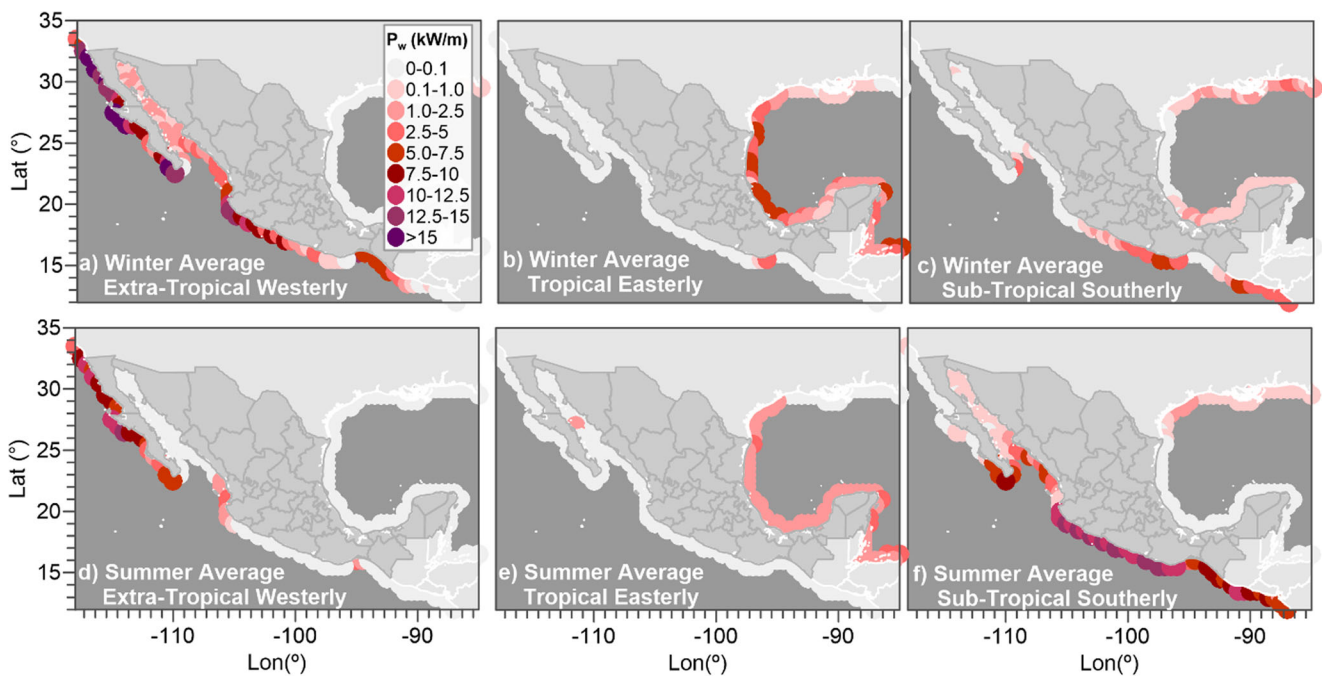 35
30
25
20
15
Lat (°)
P_w (kW/m)
0-0.1
0.1-1.0
1.0-2.5
2.5-5
5.0-7.5
7.5-10
10-12.5
12.5-15
>15
a) Winter Average
Extra-Tropical Westerly
b) Winter Average
Tropical Easterly
c) Winter Average
Sub-Tropical Southerly
35
30
25
20
15
Lat (°)
d) Summer Average
Extra-Tropical Westerly
e) Summer Average
Tropical Easterly
f) Summer Average
Sub-Tropical Southerly
-110 -100 -90
-110 -100 -90
-110 -100 -90
Lon(º)
Lon(º)
Lon(º)